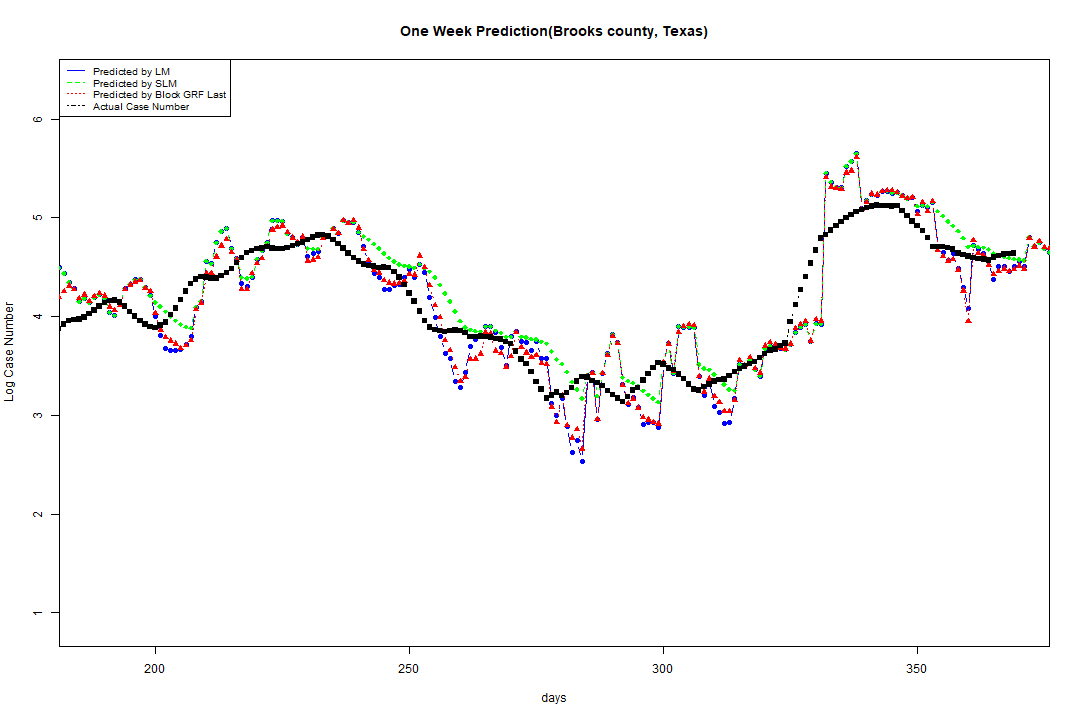 One Week Prediction(Brooks county, Texas)
Predicted by LM
Predicted by SLM
Predicted by Block GRF Last
Actual Case Number
6
5
4
3
2
1
Log Case Number
200 250 300 350
days